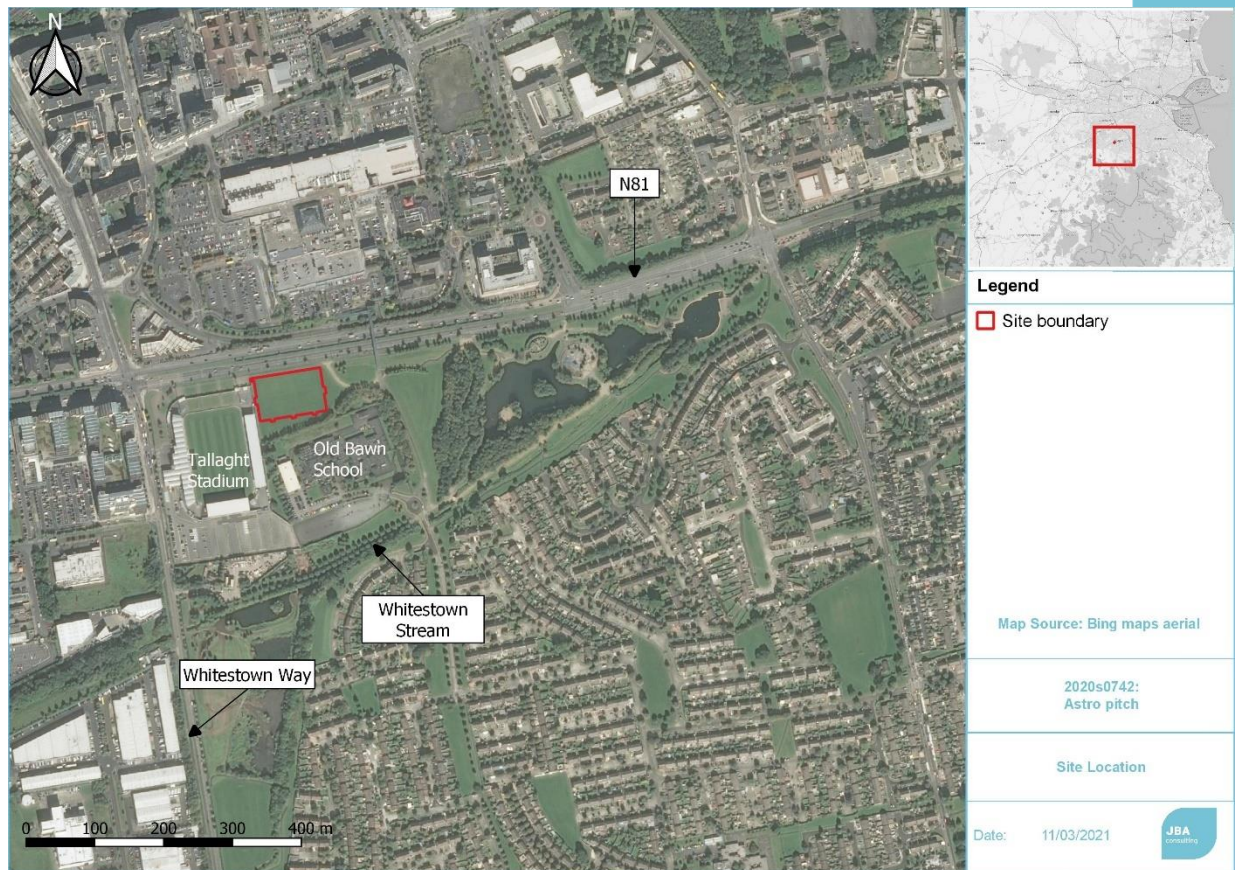 N
N81
Tallaght
Stadium
Old Bawn
School
Whitestown
Stream
Whitestown Way
0 100 200 300 400 m
Legend
Site boundary
Map Source: Bing maps aerial
2020s0742:
Astro pitch
Site Location
Date: 11/03/2021
JBA
consulting